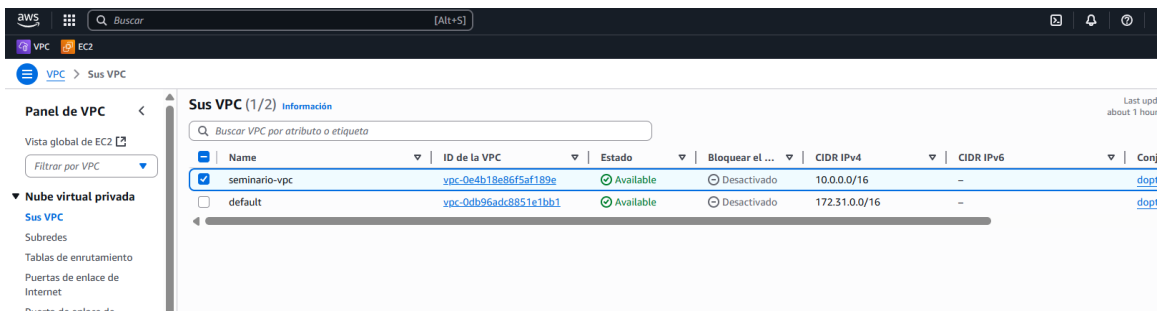 aws Buscar [Alt+S]
VPC EC2
VPC > Sus VPC
Panel de VPC
Vista global de EC2
Filtrar por VPC
Nube virtual privada
Sus VPC
Subredes
Tablas de enrutamiento
Puertas de enlace de
Internet
Sus VPC (1/2) Información
Last upd
about 1 hour
Buscar VPC por atributo o etiqueta
Name ID de la VPC Estado Bloquear el ... CIDR IPv4 CIDR IPv6 Conj
seminario-vpc vpc-0e4b18e86f5af189e Available Desactivado 10.0.0.0/16 – dopt
default vpc-0db96adc8851e1bb1 Available Desactivado 172.31.0.0/16 – dopt